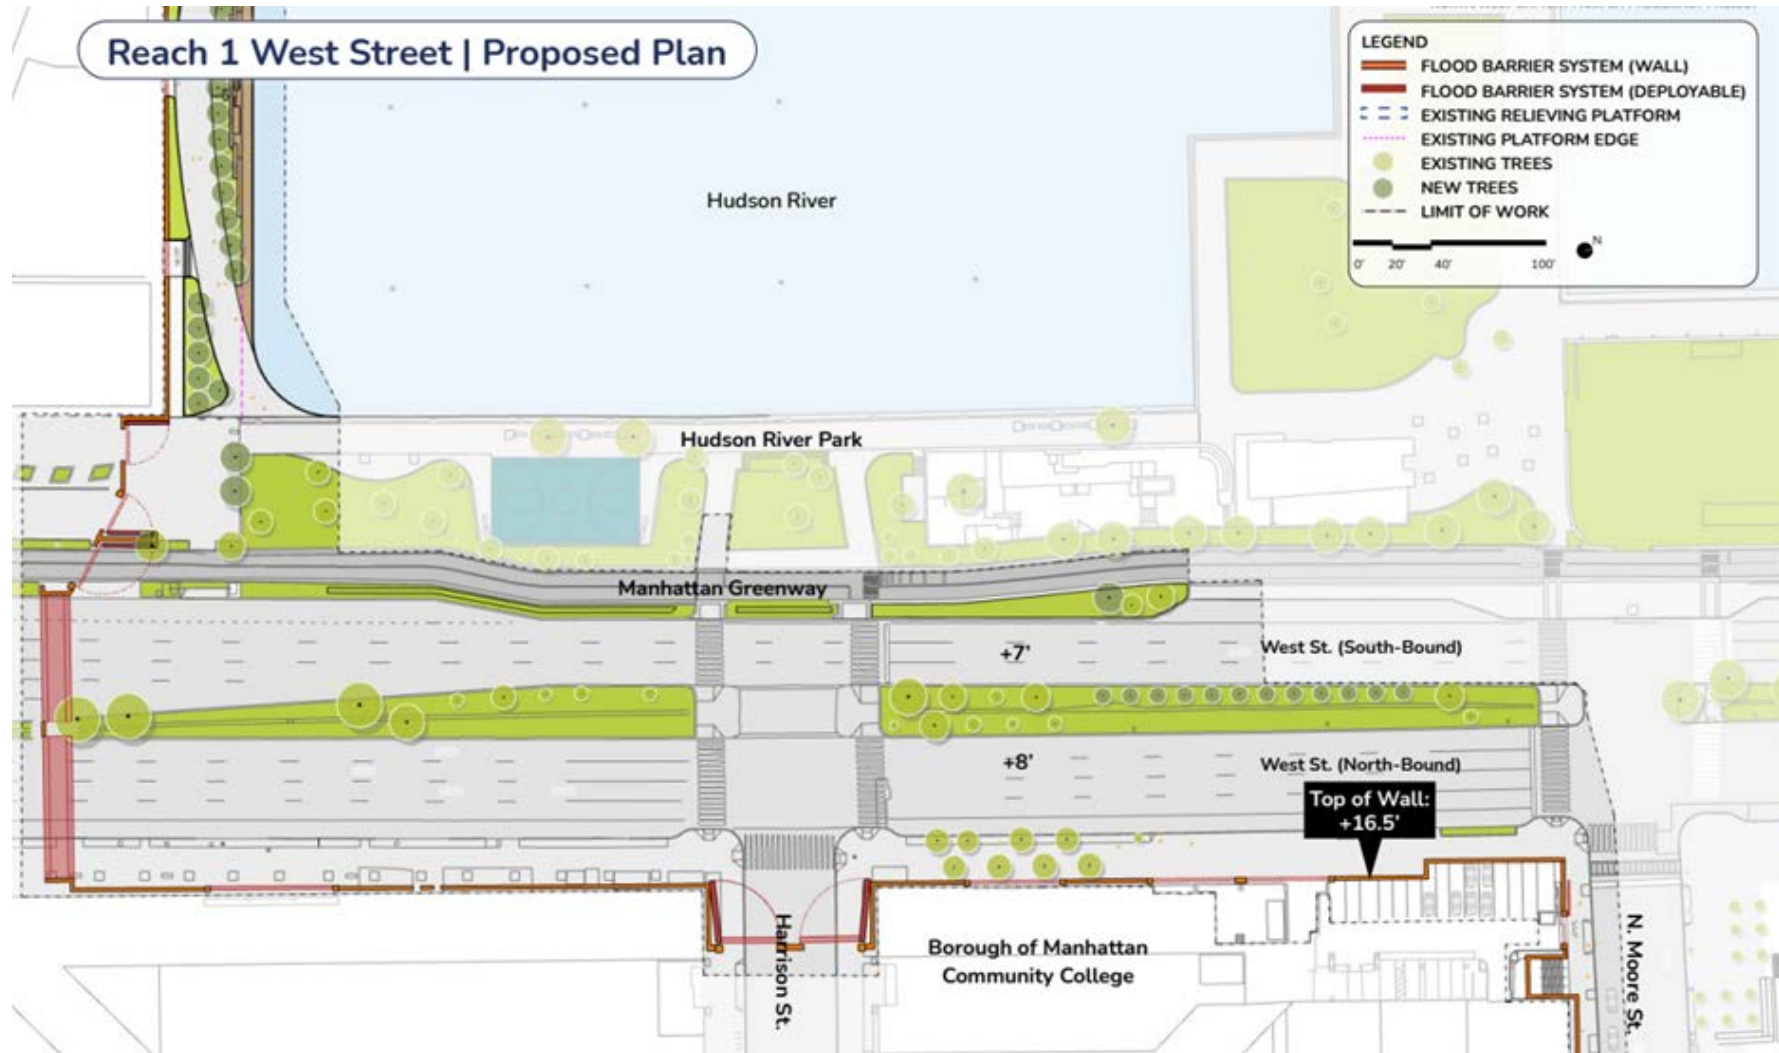 Reach 1 West Street | Proposed Plan
LEGEND
FLOOD BARRIER SYSTEM (WALL)
FLOOD BARRIER SYSTEM (DEPLOYABLE)
EXISTING RELIEVING PLATFORM
EXISTING PLATFORM EDGE
EXISTING TREES
NEW TREES
LIMIT OF WORK
N
0' 20' 40' 100'
Hudson River
Hudson River Park
Manhattan Greenway
+7'
West St. (South-Bound)
+8'
West St. (North-Bound)
Top of Wall:
+16.5'
Harrison St.
Borough of Manhattan
Community College
N. Moore St.